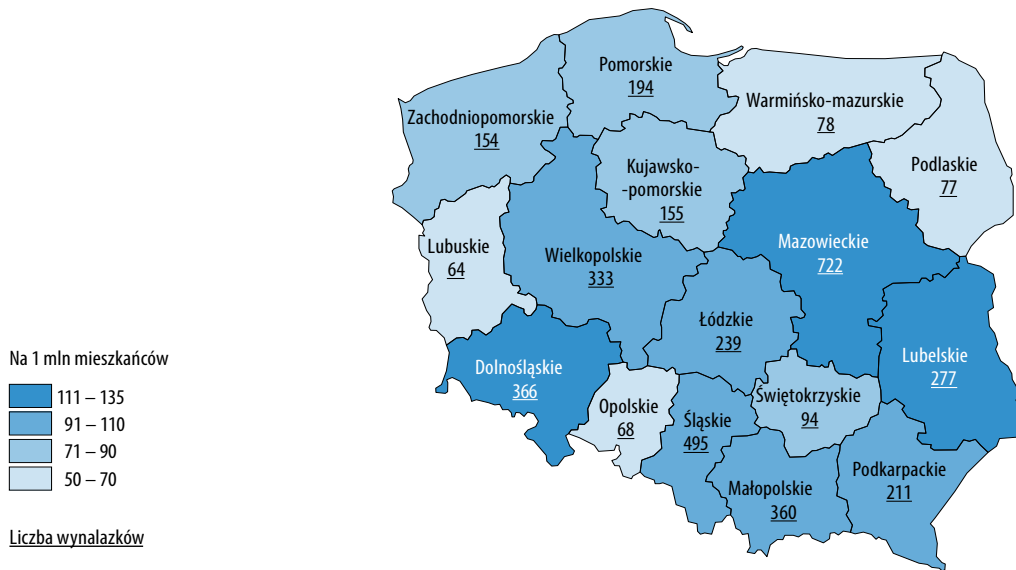 Pomorskie
194
Warmińsko-mazurskie
78
Zachodniopomorskie
154
Podlaskie
77
Kujawsko-
-pomorskie
155
Mazowieckie
722
Lubuskie
64
Wielkopolskie
333
Łódzkie
239
Lubelskie
277
Dolnośląskie
366
Opolskie
68
Śląskie
495
Świętokrzyskie
94
Małopolskie
360
Podkarpackie
211
Na 1 mln mieszkańców
111 – 135
91 – 110
71 – 90
50 – 70
Liczba wynalazków